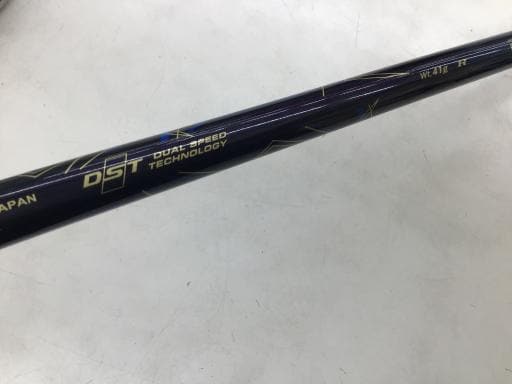 APAN
DST
DUAL SPEED
TECHNOLOGY
Wt.41g R